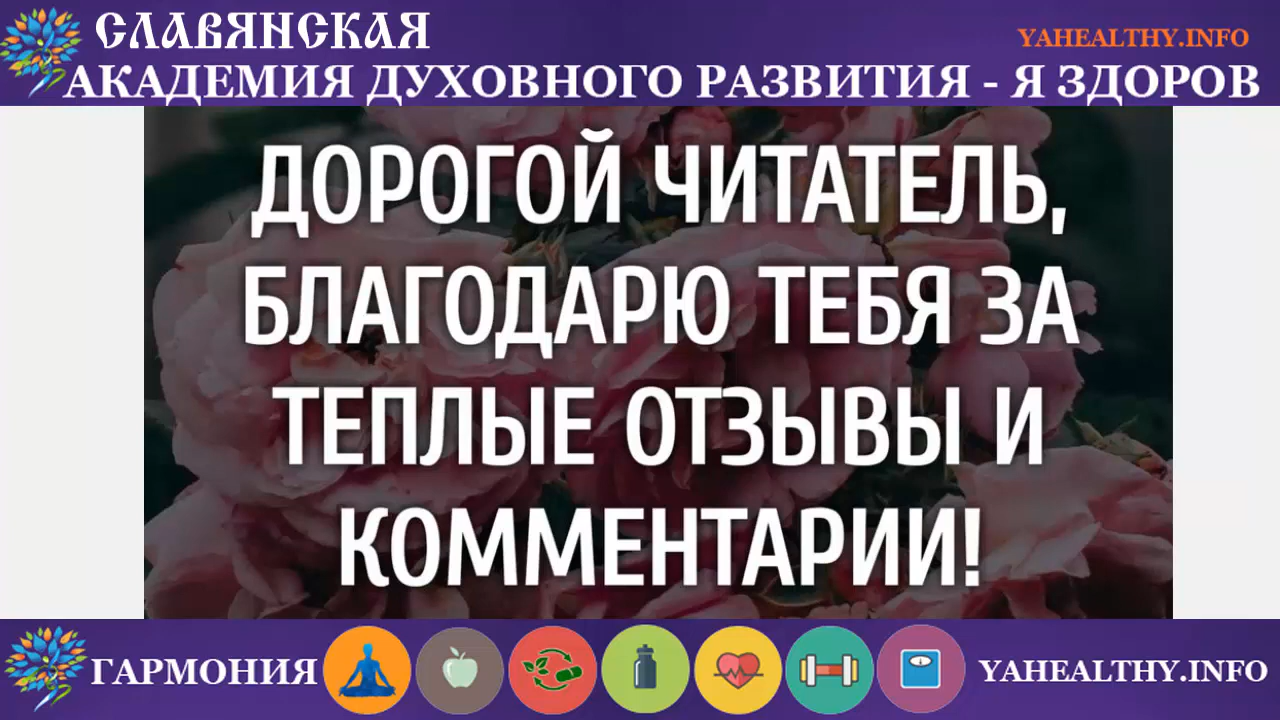 СЛАВЯНСКАЯ
YAHEALTHY.INFO
АКАДЕМИЯ ДУХОВНОГО РАЗВИТИЯ - Я ЗДОРОВ
ДОРОГОЙ ЧИТАТЕЛЬ,
БЛАГОДАРЮ ТЕБЯ ЗА
ТЕПЛЫЕ ОТЗЫВЫ И
КОММЕНТАРИИ!
ГАРМОНИЯ
YAHEALTHY.INFO